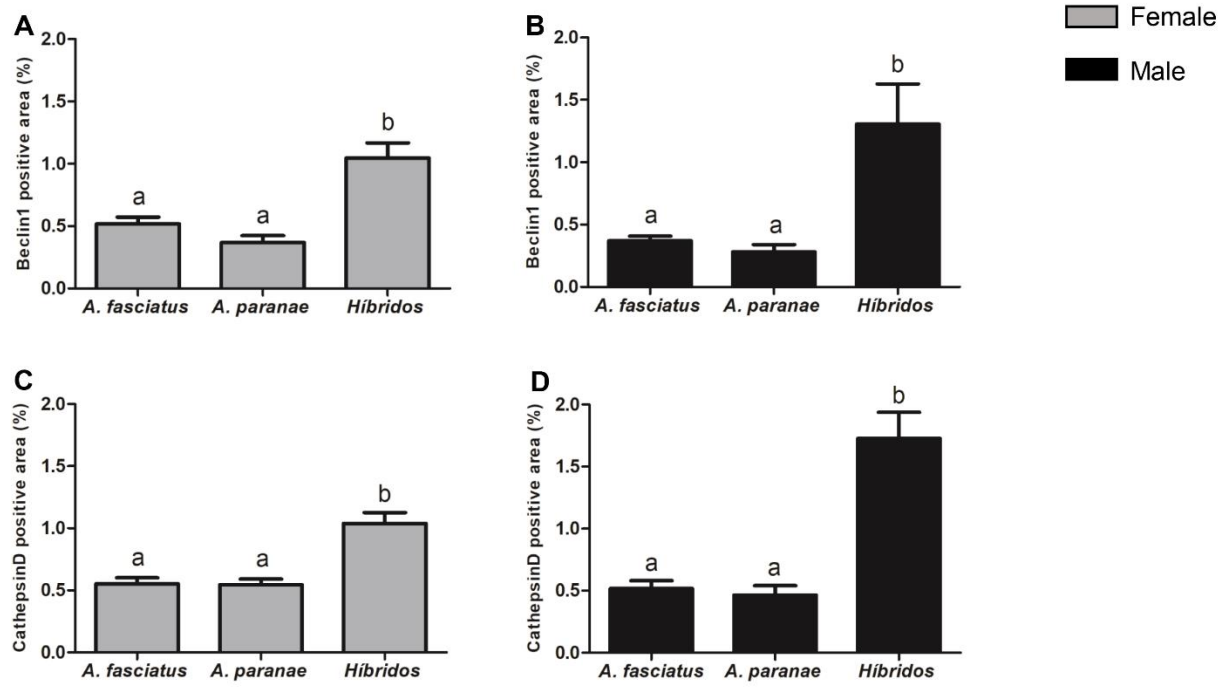 Female
Male
A
Beclin1 positive area (%)
2.0
1.5
1.0
0.5
0.0
a
a
b
A. fasciatus
A. paranae
Híbridos
B
Beclin1 positive area (%)
2.0
1.5
1.0
0.5
0.0
a
a
b
A. fasciatus
A. paranae
Híbridos
C
CathepsinD positive area (%)
2.0
1.5
1.0
0.5
0.0
a
a
b
A. fasciatus
A. paranae
Híbridos
D
CathepsinD positive area (%)
2.0
1.5
1.0
0.5
0.0
a
a
b
A. fasciatus
A. paranae
Híbridos